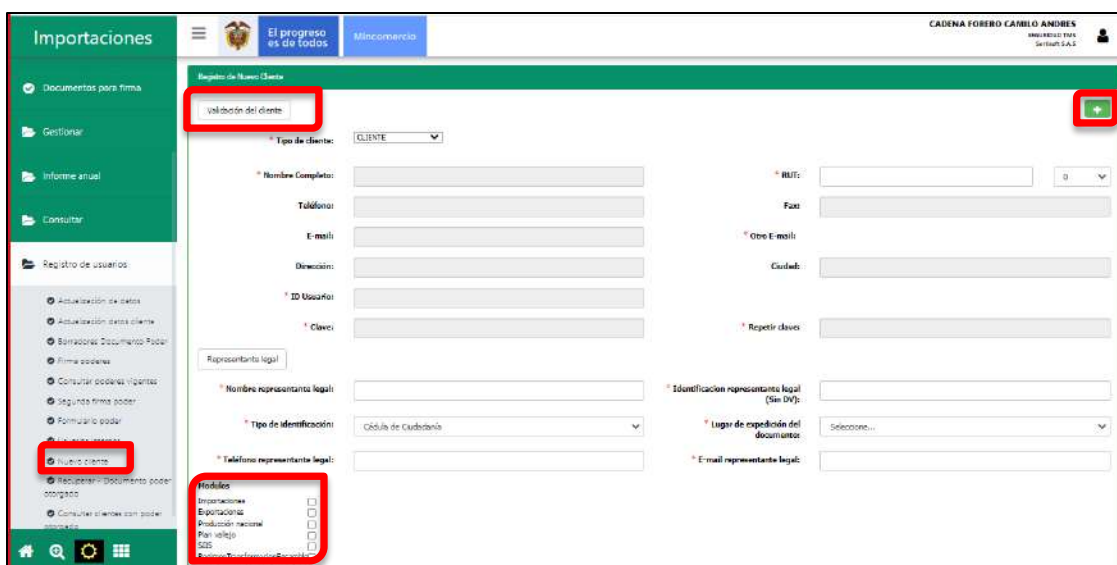 Importaciones
El progreso
es de todos
Mincomercio
CADENA FORERO CAMILO ANDRES
SEGURIDAD TMS
Sertisoft S.A.S
Documentos para firma
Gestionar
Informe anual
Consultar
Registro de usuarios
Actualización de datos
Actualización datos cliente
Borradores Documento Poder
Firma poderes
Consultar poderes vigentes
Segunda firma poder
Formulario poder
Nuevo cliente
Recuperar - Documento poder
otorgado
Consultar clientes con poder
otorgado
Registro de Nuevo Cliente
Validación del cliente
* Tipo de cliente:
CLIENTE
* Nombre Completo:
* RUT:
0
Teléfono:
Fax:
E-mail:
* Otro E-mail:
Dirección:
Ciudad:
* ID Usuario:
* Clave:
* Repetir clave:
Representante legal
* Nombre representante legal:
* Identificacion representante legal
(Sin DV):
* Tipo de Identificación:
Cédula de Ciudadanía
* Lugar de expedición del
documento:
Seleccione...
* Teléfono representante legal:
* E-mail representante legal:
Modulos
Importaciones
Exportaciones
Producción nacional
Plan vallejo